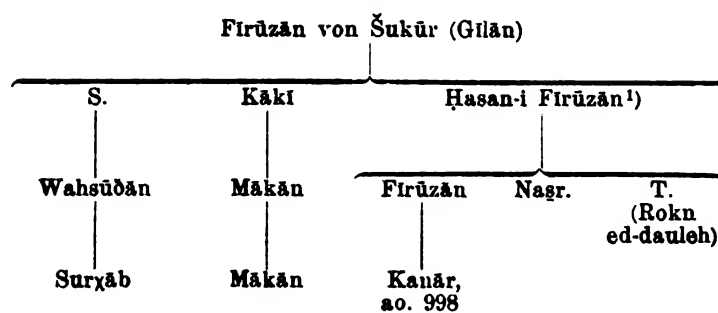 Fīrūzān von Šukūr (Gīlān)
S. Kākī Ḥasan-i Fīrūzān¹)
Wahsūδān Mākān Fīrūzān Naṣr. T.
(Rokn
ed-dauleh)
Surχāb Mākān Kanār,
ao. 998